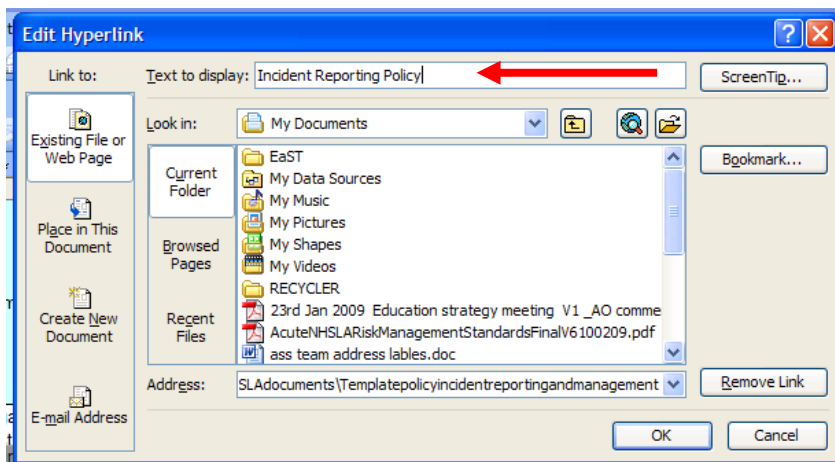 Edit Hyperlink
Link to:
Text to display: Incident Reporting Policy
ScreenTip...
Existing File or
Web Page
Look in: My Documents
Bookmark...
Current
Folder
EaST
My Data Sources
My Music
My Pictures
My Shapes
My Videos
RECYCLER
23rd Jan 2009 Education strategy meeting V1 _AO comme
AcuteNHSLARiskManagementStandardsFinalV6100209.pdf
ass team address lables.doc
Place in This
Document
Browsed
Pages
Create New
Document
Recent
Files
Address: SLAdocuments\Templatepolicyincidentreportingandmanagement
Remove Link
E-mail Address
OK
Cancel